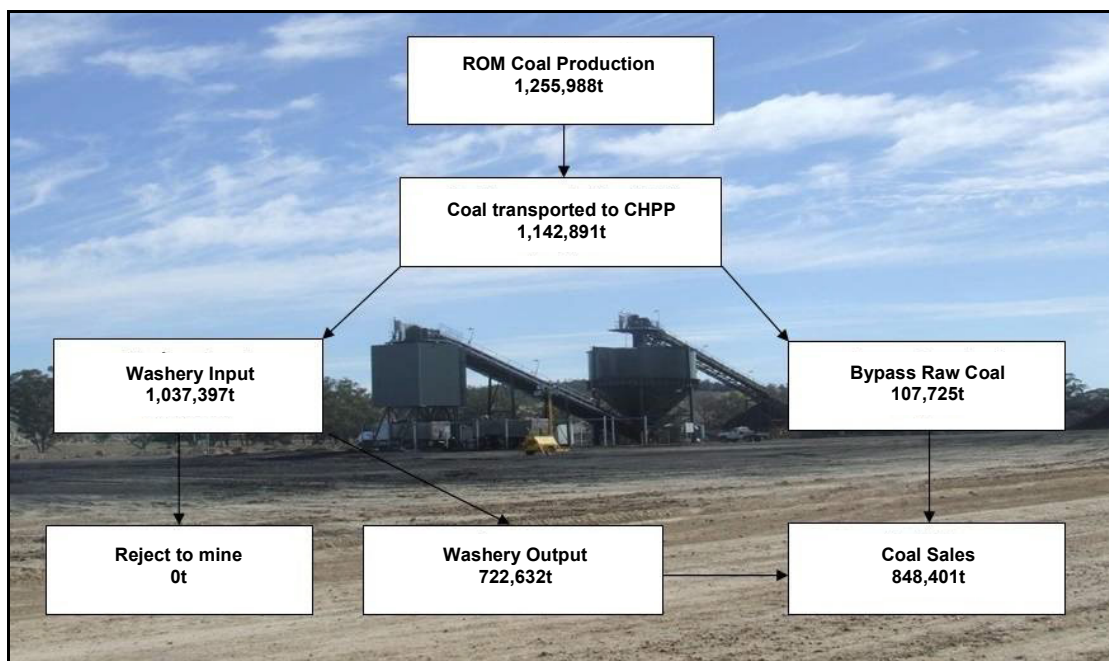 ROM Coal Production
1,255,988t
Coal transported to CHPP
1,142,891t
Washery Input
1,037,397t
Bypass Raw Coal
107,725t
Reject to mine
0t
Washery Output
722,632t
Coal Sales
848,401t